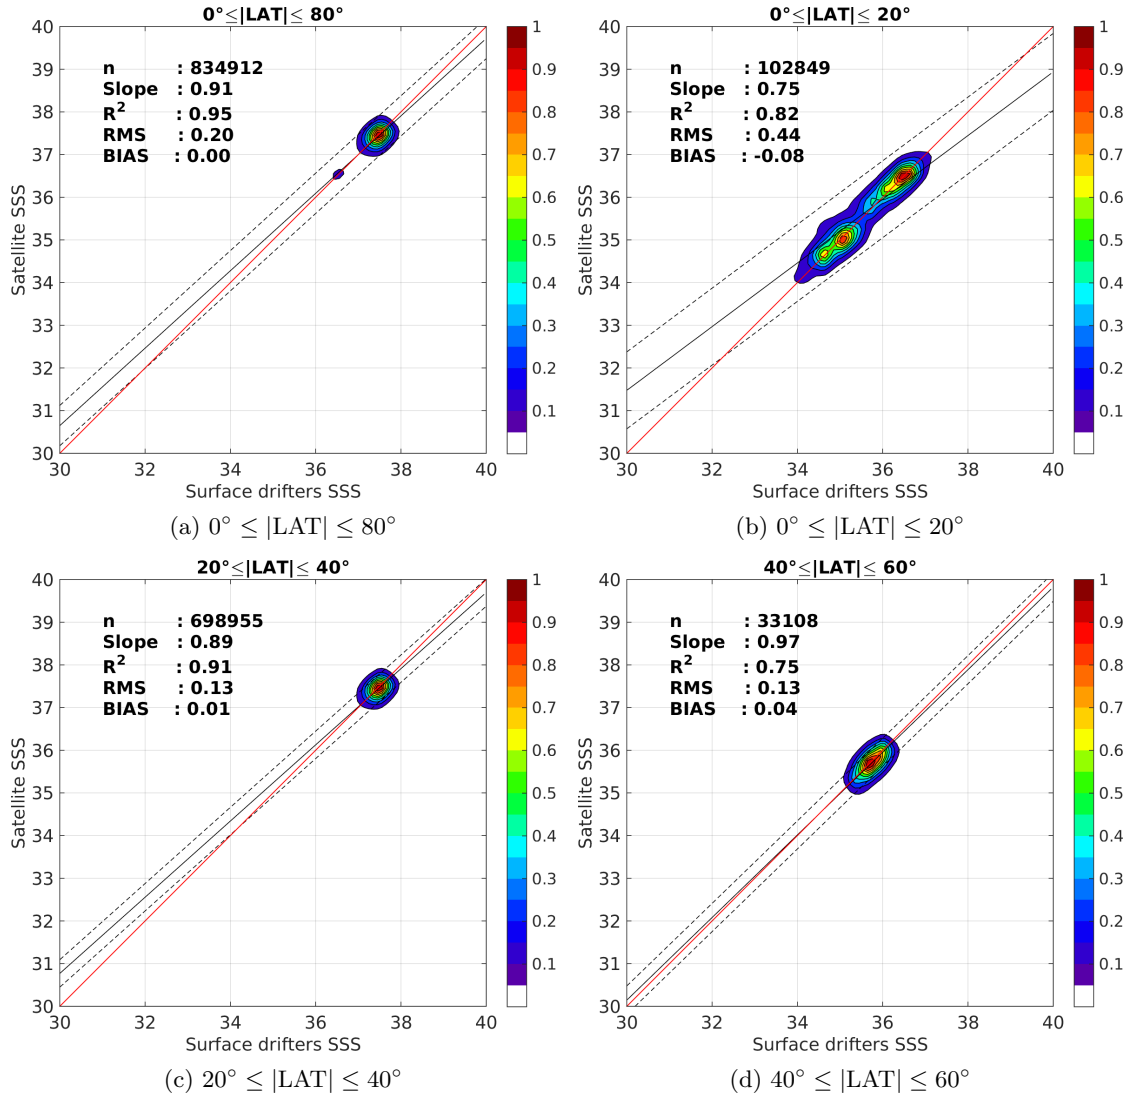 0°≤|LAT|≤ 80°
n : 834912
Slope : 0.91
R² : 0.95
RMS : 0.20
BIAS : 0.00
40
39
38
37
36
35
34
33
32
31
30
30 32 34 36 38 40
Satellite SSS
Surface drifters SSS
1
0.9
0.8
0.7
0.6
0.5
0.4
0.3
0.2
0.1
(a) 0° ≤ |LAT| ≤ 80°
0°≤|LAT|≤ 20°
n : 102849
Slope : 0.75
R² : 0.82
RMS : 0.44
BIAS : -0.08
40
39
38
37
36
35
34
33
32
31
30
30 32 34 36 38 40
Satellite SSS
Surface drifters SSS
1
0.9
0.8
0.7
0.6
0.5
0.4
0.3
0.2
0.1
(b) 0° ≤ |LAT| ≤ 20°
20°≤|LAT|≤ 40°
n : 698955
Slope : 0.89
R² : 0.91
RMS : 0.13
BIAS : 0.01
40
39
38
37
36
35
34
33
32
31
30
30 32 34 36 38 40
Satellite SSS
Surface drifters SSS
1
0.9
0.8
0.7
0.6
0.5
0.4
0.3
0.2
0.1
(c) 20° ≤ |LAT| ≤ 40°
40°≤|LAT|≤ 60°
n : 33108
Slope : 0.97
R² : 0.75
RMS : 0.13
BIAS : 0.04
40
39
38
37
36
35
34
33
32
31
30
30 32 34 36 38 40
Satellite SSS
Surface drifters SSS
1
0.9
0.8
0.7
0.6
0.5
0.4
0.3
0.2
0.1
(d) 40° ≤ |LAT| ≤ 60°